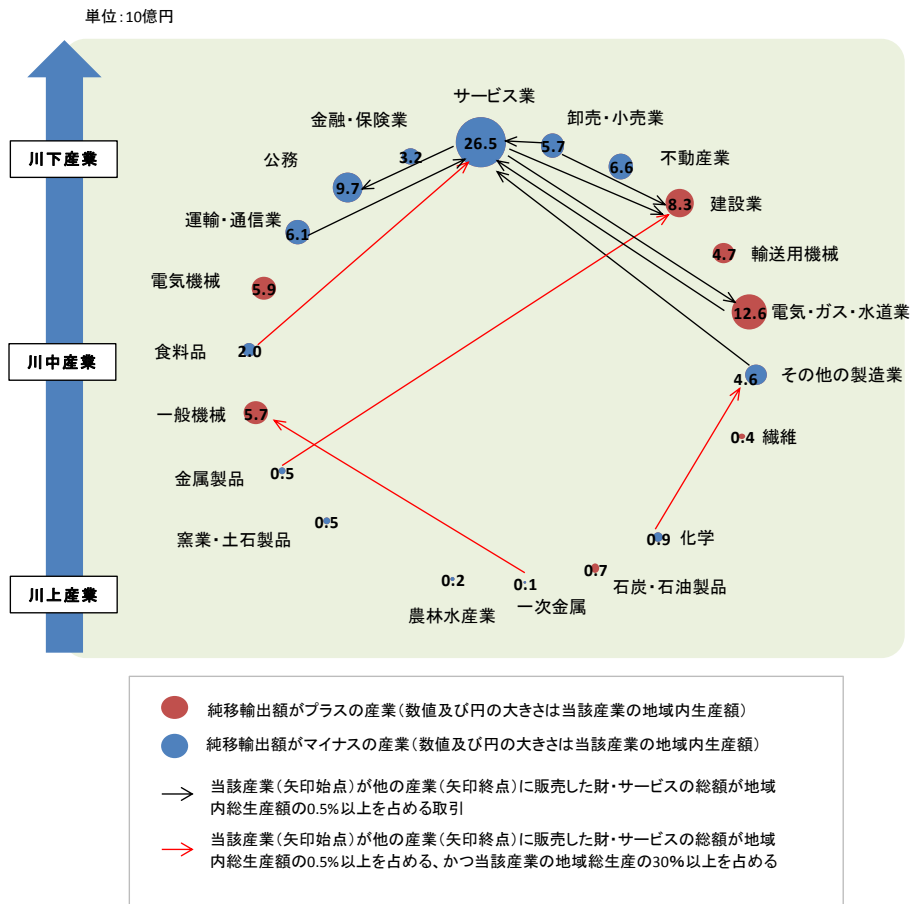 単位：10億円
サービス業
金融・保険業
卸売・小売業
26.5
5.7
川下産業
公務
3.2
不動産業
6.6
9.7
建設業
8.3
運輸・通信業
6.1
輸送用機械
4.7
電気機械
5.9
電気・ガス・水道業
12.6
川中産業
食料品
2.0
その他の製造業
4.6
一般機械
5.7
繊維
0.4
金属製品
0.5
窯業・土石製品
0.5
化学
0.9
川上産業
0.2
農林水産業
0.1
一次金属
0.7
石炭・石油製品
純移輸出額がプラスの産業（数値及び円の大きさは当該産業の地域内生産額）
純移輸出額がマイナスの産業（数値及び円の大きさは当該産業の地域内生産額）
当該産業（矢印始点）が他の産業（矢印終点）に販売した財・サービスの総額が地域
内総生産額の0.5％以上を占める取引
当該産業（矢印始点）が他の産業（矢印終点）に販売した財・サービスの総額が地域
内総生産額の0.5％以上を占める、かつ当該産業の地域総生産の30％以上を占める